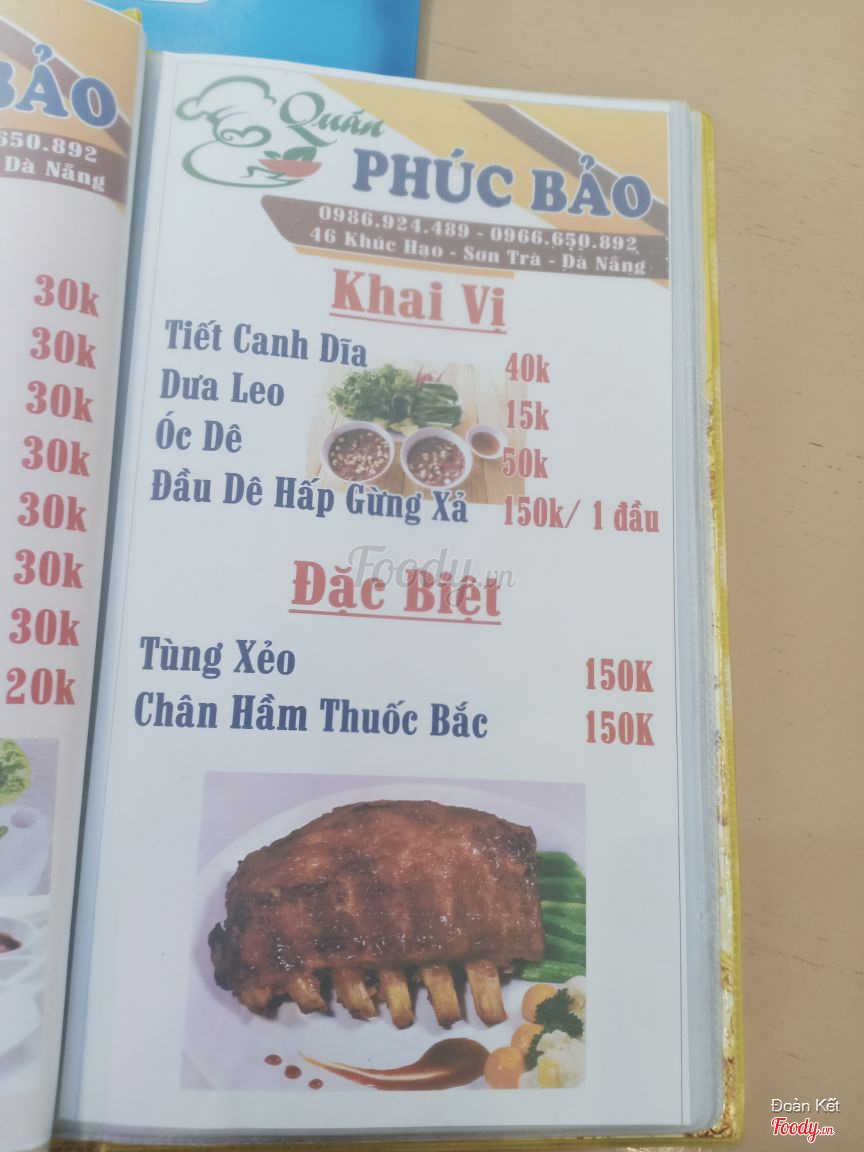 BẢO
650.892
Đà Nẵng
30k
30k
30k
30k
30k
30k
30k
20k
Quán
PHÚC BẢO
0986.924.489 - 0966.650.892
46 Khúc Hạo - Sơn Trà - Đà Nẵng
Khai Vị
Tiết Canh Dĩa 40k
Dưa Leo 15k
Óc Dê 50k
Đầu Dê Hấp Gừng Xả 150k/ 1 đầu
Foody.vn
Đặc Biệt
Tùng Xẻo 150K
Chân Hầm Thuốc Bắc 150K
Đoàn Kết
Foody.vn